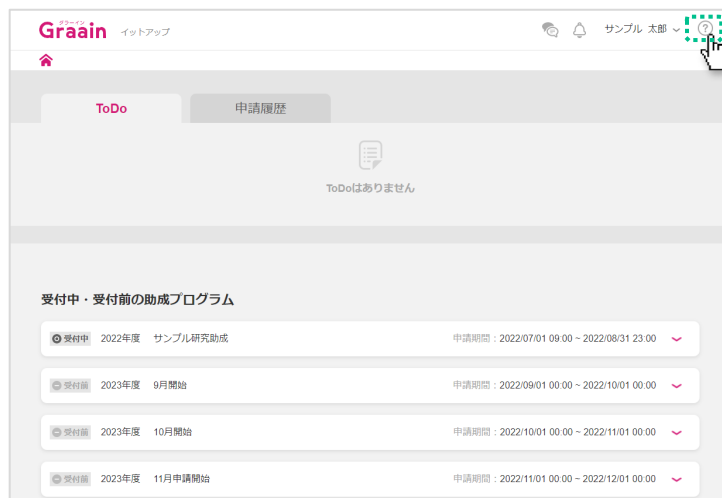 グラーイン
Graain イットアップ サンプル 太郎
ToDo 申請履歴
ToDoはありません
受付中・受付前の助成プログラム
受付中 2022年度 サンプル研究助成 申請期間:2022/07/01 09:00 ~ 2022/08/31 23:00
受付前 2023年度 9月開始 申請期間:2022/09/01 00:00 ~ 2022/10/01 00:00
受付前 2023年度 10月開始 申請期間:2022/10/01 00:00 ~ 2022/11/01 00:00
受付前 2023年度 11月申請開始 申請期間:2022/11/01 00:00 ~ 2022/12/01 00:00